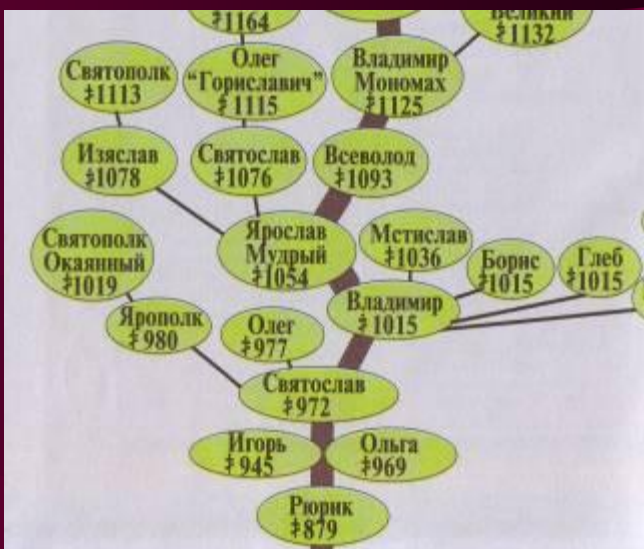 ‡1164
Великий
‡1132
Святополк
‡1113
Олег
“Гориславич”
‡1115
Владимир
Мономах
‡1125
Изяслав
‡1078
Святослав
‡1076
Всеволод
‡1093
Святополк
Окаянный
‡1019
Ярослав
Мудрый
‡1054
Мстислав
‡1036
Борис
‡1015
Глеб
‡1015
Ярополк
‡980
Олег
‡977
Владимир
‡1015
Святослав
‡972
Игорь
‡945
Ольга
‡969
Рюрик
‡879